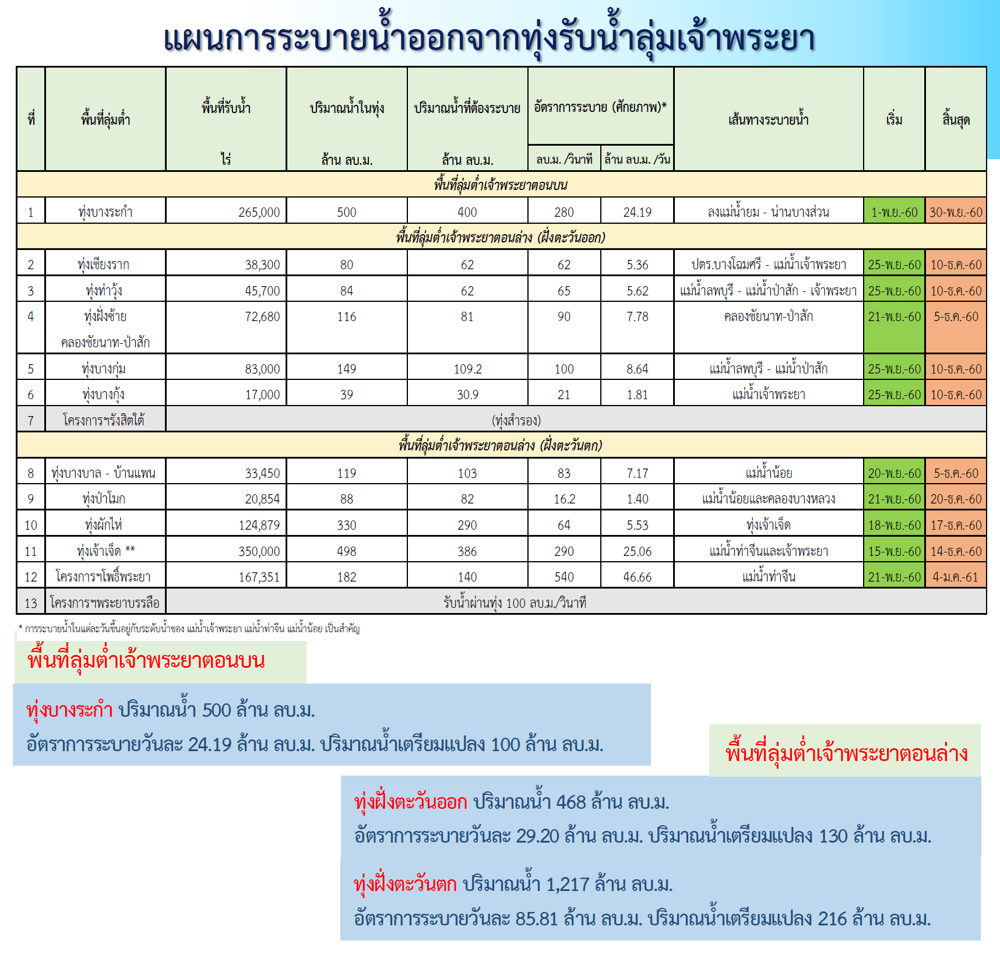 แผนการระบายน้ำออกจากทุ่งรับน้ำลุ่มเจ้าพระยา
ที่ พื้นที่ลุ่มต่ำ พื้นที่รับน้ำ ปริมาณน้ำในทุ่ง ปริมาณน้ำที่ต้องระบาย อัตราการระบาย (ศักยภาพ)* เส้นทางระบายน้ำ เริ่ม สิ้นสุด
ไร่ ล้าน ลบ.ม. ล้าน ลบ.ม. ลบ.ม. /วินาที ล้าน ลบ.ม. /วัน
พื้นที่ลุ่มต่ำเจ้าพระยาตอนบน
1 ทุ่งบางระกำ 265,000 500 400 280 24.19 ลงแม่น้ำยม - น่านบางส่วน 1-พ.ย.-60 30-พ.ย.-60
พื้นที่ลุ่มต่ำเจ้าพระยาตอนล่าง (ฝั่งตะวันออก)
2 ทุ่งเชียงราก 38,300 80 62 62 5.36 ปตร.บางโฉมศรี - แม่น้ำเจ้าพระยา 25-พ.ย.-60 10-ธ.ค.-60
3 ทุ่งท่าวุ้ง 45,700 84 62 65 5.62 แม่น้ำลพบุรี - แม่น้ำป่าสัก - เจ้าพระยา 25-พ.ย.-60 10-ธ.ค.-60
4 ทุ่งฝั่งซ้าย 72,680 116 81 90 7.78 คลองชัยนาท-ป่าสัก 21-พ.ย.-60 5-ธ.ค.-60
คลองชัยนาท-ป่าสัก
5 ทุ่งบางกุ่ม 83,000 149 109.2 100 8.64 แม่น้ำลพบุรี - แม่น้ำป่าสัก 25-พ.ย.-60 10-ธ.ค.-60
6 ทุ่งบางกุ้ง 17,000 39 30.9 21 1.81 แม่น้ำเจ้าพระยา 25-พ.ย.-60 10-ธ.ค.-60
7 โครงการฯรังสิตใต้ (ทุ่งสำรอง)
พื้นที่ลุ่มต่ำเจ้าพระยาตอนล่าง (ฝั่งตะวันตก)
8 ทุ่งบางบาล - บ้านแพน 33,450 119 103 83 7.17 แม่น้ำน้อย 20-พ.ย.-60 5-ธ.ค.-60
9 ทุ่งป่าโมก 20,854 88 82 16.2 1.40 แม่น้ำน้อยและคลองบางหลวง 21-พ.ย.-60 20-ธ.ค.-60
10 ทุ่งผักไห่ 124,879 330 290 64 5.53 ทุ่งเจ้าเจ็ด 18-พ.ย.-60 17-ธ.ค.-60
11 ทุ่งเจ้าเจ็ด ** 350,000 498 386 290 25.06 แม่น้ำท่าจีนและเจ้าพระยา 15-พ.ย.-60 14-ธ.ค.-60
12 โครงการฯโพธิ์พระยา 167,351 182 140 540 46.66 แม่น้ำท่าจีน 21-พ.ย.-60 4-ม.ค.-61
13 โครงการฯพระยาบรรลือ รับน้ำผ่านทุ่ง 100 ลบ.ม./วินาที
* การระบายน้ำในแต่ละวันขึ้นอยู่กับระดับน้ำของ แม่น้ำเจ้าพระยา แม่น้ำท่าจีน แม่น้ำน้อย เป็นสำคัญ
พื้นที่ลุ่มต่ำเจ้าพระยาตอนบน
ทุ่งบางระกำ ปริมาณน้ำ 500 ล้าน ลบ.ม.
อัตราการระบายวันละ 24.19 ล้าน ลบ.ม. ปริมาณน้ำเตรียมแปลง 100 ล้าน ลบ.ม.
พื้นที่ลุ่มต่ำเจ้าพระยาตอนล่าง
ทุ่งฝั่งตะวันออก ปริมาณน้ำ 468 ล้าน ลบ.ม.
อัตราการระบายวันละ 29.20 ล้าน ลบ.ม. ปริมาณน้ำเตรียมแปลง 130 ล้าน ลบ.ม.
ทุ่งฝั่งตะวันตก ปริมาณน้ำ 1,217 ล้าน ลบ.ม.
อัตราการระบายวันละ 85.81 ล้าน ลบ.ม. ปริมาณน้ำเตรียมแปลง 216 ล้าน ลบ.ม.